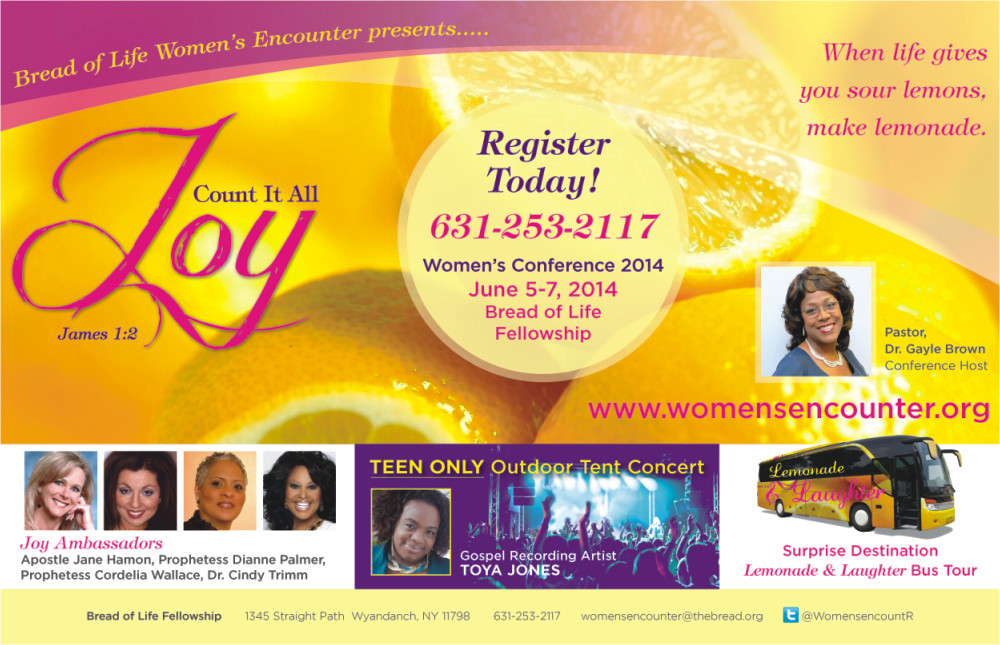 Bread of Life Women's Encounter presents.....
When life gives
you sour lemons,
make lemonade.
Count It All
Joy
James 1:2
Register
Today!
631-253-2117
Women's Conference 2014
June 5-7, 2014
Bread of Life
Fellowship
Pastor,
Dr. Gayle Brown
Conference Host
www.womensencounter.org
Joy Ambassadors
Apostle Jane Hamon, Prophetess Dianne Palmer,
Prophetess Cordelia Wallace, Dr. Cindy Trimm
TEEN ONLY Outdoor Tent Concert
Gospel Recording Artist
TOYA JONES
Lemonade
& Laughter
Surprise Destination
Lemonade & Laughter Bus Tour
Bread of Life Fellowship 1345 Straight Path Wyandanch, NY 11798 631-253-2117 womensencounter@thebread.org @WomensencountR